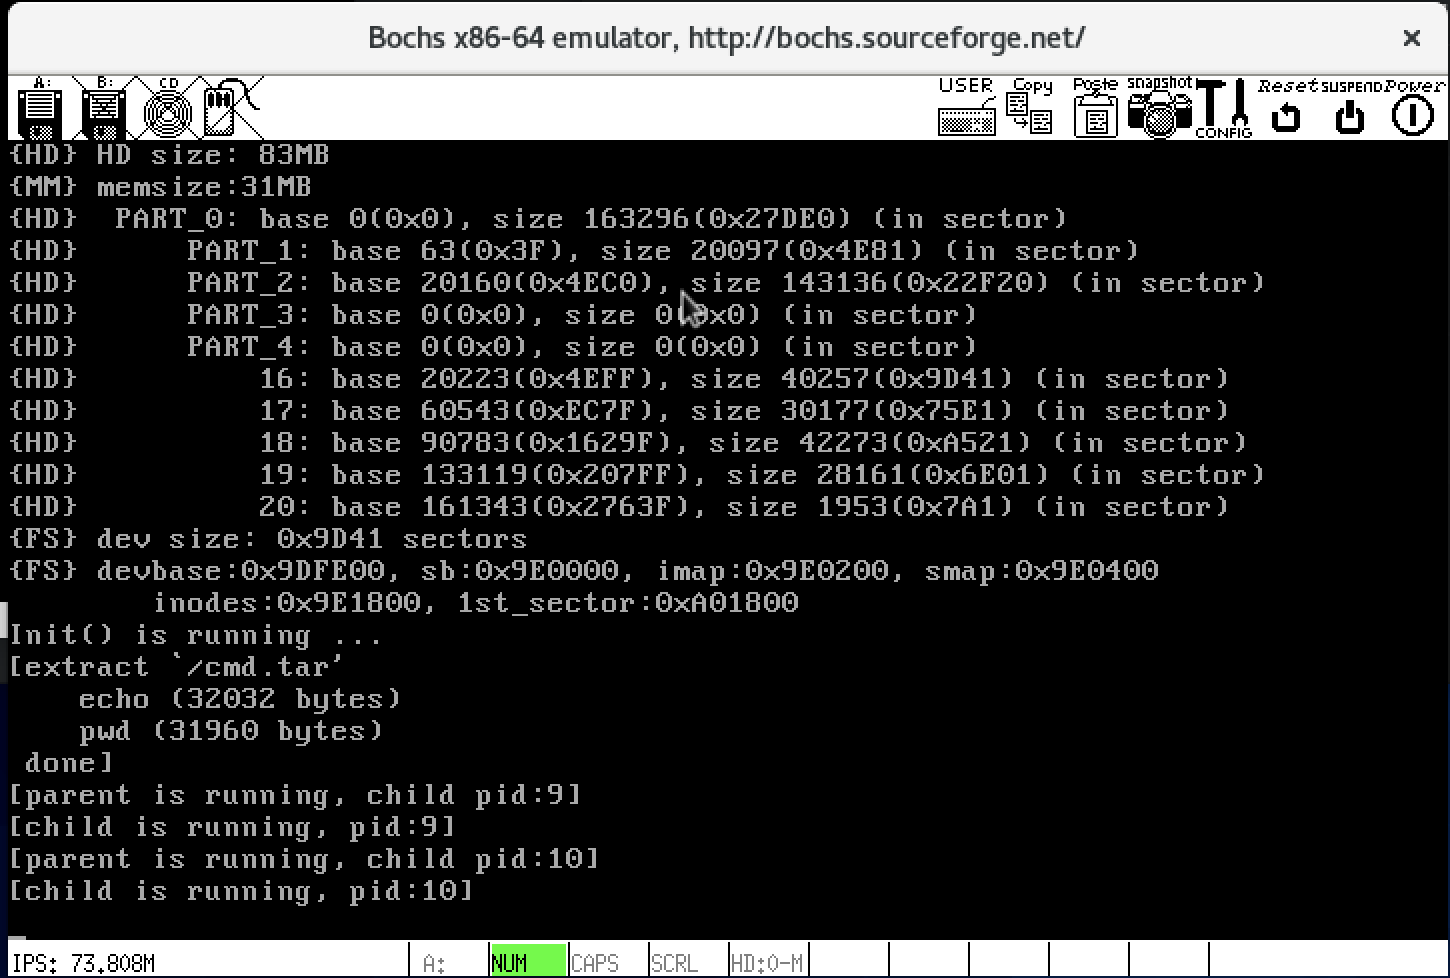 Bochs x86-64 emulator, http://bochs.sourceforge.net/
A: B: CD USER Copy Paste snapshot CONFIG Reset SUSPEND Power
{HD} HD size: 83MB
{MM} memsize:31MB
{HD} PART_0: base 0(0x0), size 163296(0x27DE0) (in sector)
{HD} PART_1: base 63(0x3F), size 20097(0x4E81) (in sector)
{HD} PART_2: base 20160(0x4EC0), size 143136(0x22F20) (in sector)
{HD} PART_3: base 0(0x0), size 0(0x0) (in sector)
{HD} PART_4: base 0(0x0), size 0(0x0) (in sector)
{HD} 16: base 20223(0x4EFF), size 40257(0x9D41) (in sector)
{HD} 17: base 60543(0xEC7F), size 30177(0x75E1) (in sector)
{HD} 18: base 90783(0x1629F), size 42273(0xA521) (in sector)
{HD} 19: base 133119(0x207FF), size 28161(0x6E01) (in sector)
{HD} 20: base 161343(0x2763F), size 1953(0x7A1) (in sector)
{FS} dev size: 0x9D41 sectors
{FS} devbase:0x9DFE00, sb:0x9E0000, imap:0x9E0200, smap:0x9E0400
inodes:0x9E1800, 1st_sector:0xA01800
Init() is running ...
[extract `/cmd.tar'
echo (32032 bytes)
pwd (31960 bytes)
done]
[parent is running, child pid:9]
[child is running, pid:9]
[parent is running, child pid:10]
[child is running, pid:10]
_
IPS: 73.808M A: NUM CAPS SCRL HD:0-M